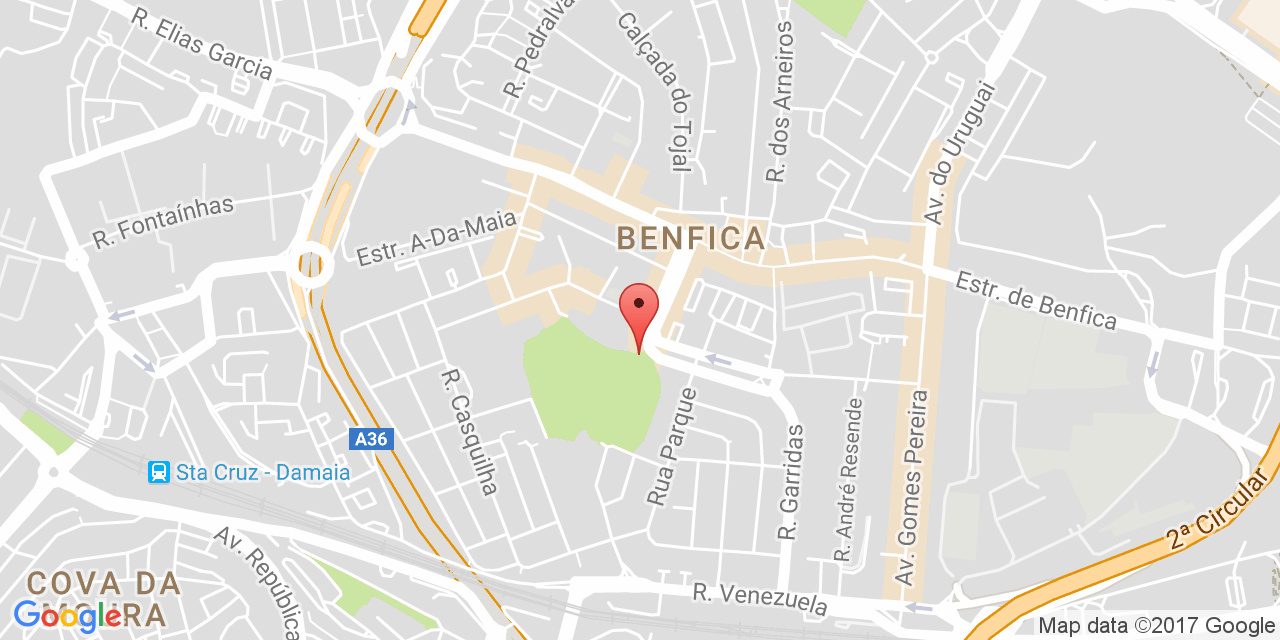 R. Elias Garcia
R. Pedralva
Calçada do Tojal
R. dos Arneiros
Av. do Uruguai
R. Fontaínhas
Estr. A-Da-Maia
BENFICA
Estr. de Benfica
R. Casquilha
A36
Sta Cruz - Damaia
Rua Parque
R. Garridas
R. André Resende
Av. Gomes Pereira
2ª Circular
Av. República
R. Venezuela
COVA DA
MOURA
Google
Map data ©2017 Google